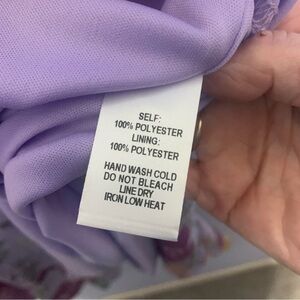 SELF:
100% POLYESTER
LINING:
100% POLYESTER
HAND WASH COLD
DO NOT BLEACH
LINE DRY
IRON LOW HEAT